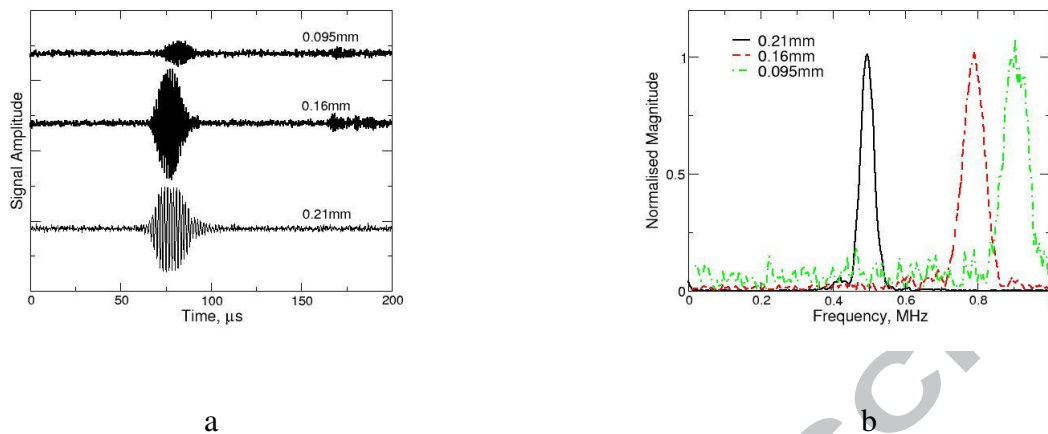 0.095mm
0.16mm
0.21mm
Signal Amplitude
0 50 100 150 200
Time, μs
a
0.21mm
0.16mm
0.095mm
Normalised Magnitude
1
0.5
0
0 0.2 0.4 0.6 0.8
Frequency, MHz
b